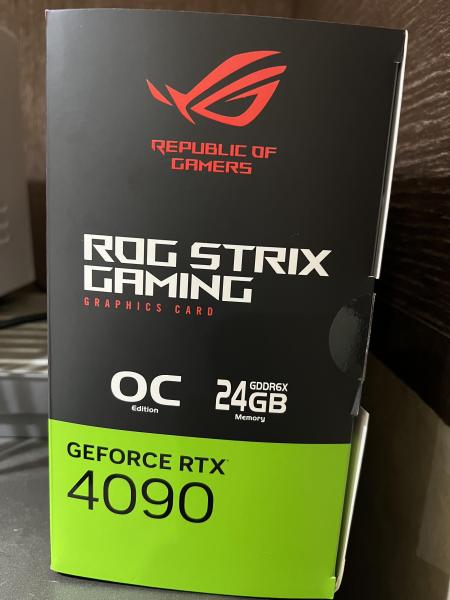 REPUBLIC OF
GAMERS
ROG STRIX
GAMING
GRAPHICS CARD
OC
Edition
24GB GDDR6X
Memory
GEFORCE RTX
4090